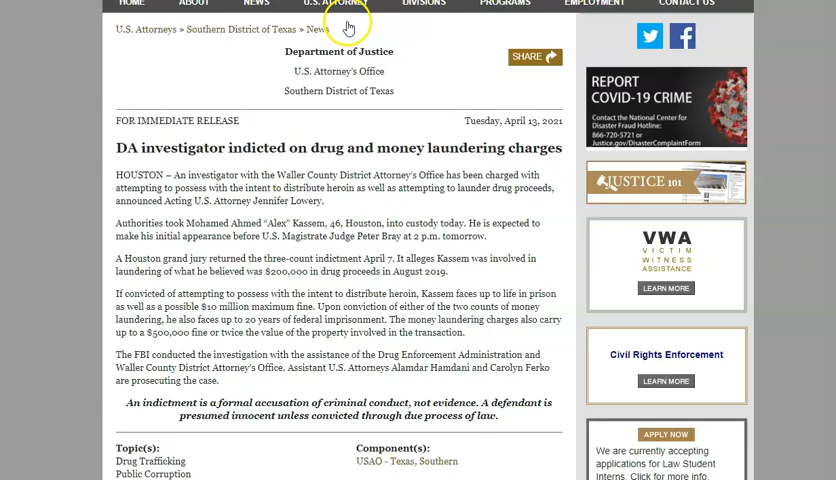 HOME ABOUT NEWS U.S. ATTORNEY DIVISIONS PROGRAMS EMPLOYMENT CONTACT US
U.S. Attorneys » Southern District of Texas » News
Department of Justice
SHARE
U.S. Attorney's Office
Southern District of Texas
FOR IMMEDIATE RELEASE
Tuesday, April 13, 2021
DA investigator indicted on drug and money laundering charges
HOUSTON – An investigator with the Waller County District Attorney's Office has been charged with
attempting to possess with the intent to distribute heroin as well as attempting to launder drug proceeds,
announced Acting U.S. Attorney Jennifer Lowery.
Authorities took Mohamed Ahmed “Alex” Kassem, 46, Houston, into custody today. He is expected to
make his initial appearance before U.S. Magistrate Judge Peter Bray at 2 p.m. tomorrow.
A Houston grand jury returned the three-count indictment April 7. It alleges Kassem was involved in
laundering of what he believed was $200,000 in drug proceeds in August 2019.
If convicted of attempting to possess with the intent to distribute heroin, Kassem faces up to life in prison
as well as a possible $10 million maximum fine. Upon conviction of either of the two counts of money
laundering, he also faces up to 20 years of federal imprisonment. The money laundering charges also carry
up to a $500,000 fine or twice the value of the property involved in the transaction.
The FBI conducted the investigation with the assistance of the Drug Enforcement Administration and
Waller County District Attorney's Office. Assistant U.S. Attorneys Alamdar Hamdani and Carolyn Ferko
are prosecuting the case.
An indictment is a formal accusation of criminal conduct, not evidence. A defendant is
presumed innocent unless convicted through due process of law.
Topic(s):
Drug Trafficking
Public Corruption
Component(s):
USAO - Texas, Southern
REPORT
COVID-19 CRIME
Contact the National Center for
Disaster Fraud Hotline:
866-720-5721 or
Justice.gov/DisasterComplaintForm
JUSTICE 101
VWA
VICTIM
WITNESS
ASSISTANCE
LEARN MORE
Civil Rights Enforcement
LEARN MORE
APPLY NOW
We are currently accepting
applications for Law Student
Interns. Click for more info.